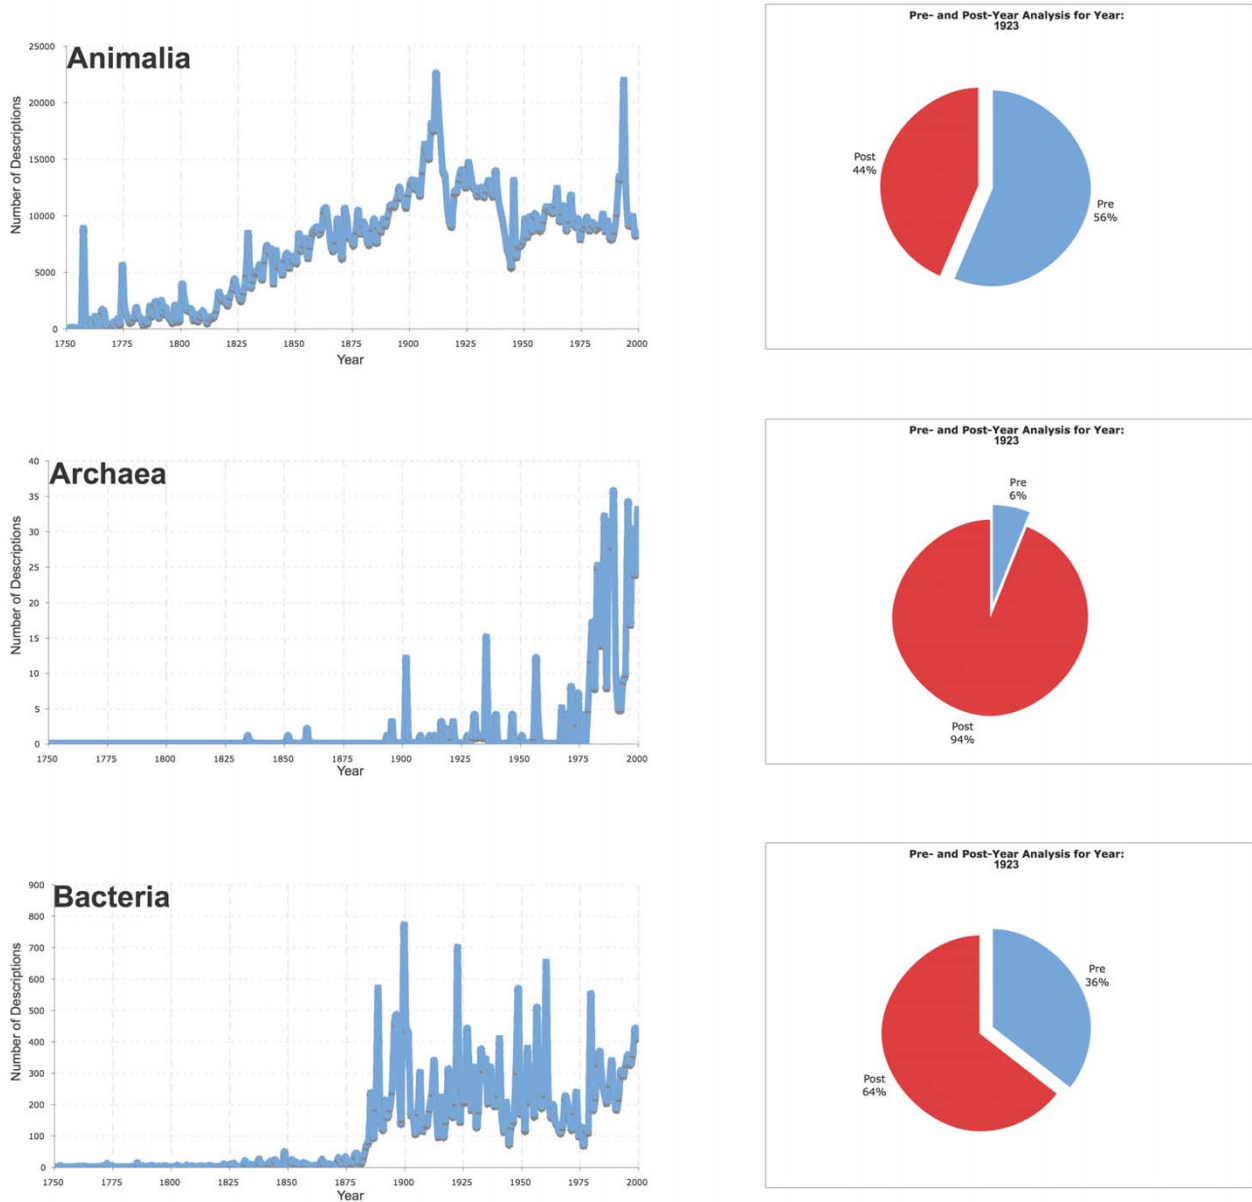 Animalia
Number of Descriptions
25000
20000
15000
10000
5000
0
1750 1775 1800 1825 1850 1875 1900 1925 1950 1975 2000
Year
Pre- and Post-Year Analysis for Year:
1923
Post
44%
Pre
56%
Archaea
Number of Descriptions
40
35
30
25
20
15
10
5
0
1750 1775 1800 1825 1850 1875 1900 1925 1950 1975 2000
Year
Pre- and Post-Year Analysis for Year:
1923
Pre
6%
Post
94%
Bacteria
Number of Descriptions
900
800
700
600
500
400
300
200
100
0
1750 1775 1800 1825 1850 1875 1900 1925 1950 1975 2000
Year
Pre- and Post-Year Analysis for Year:
1923
Pre
36%
Post
64%